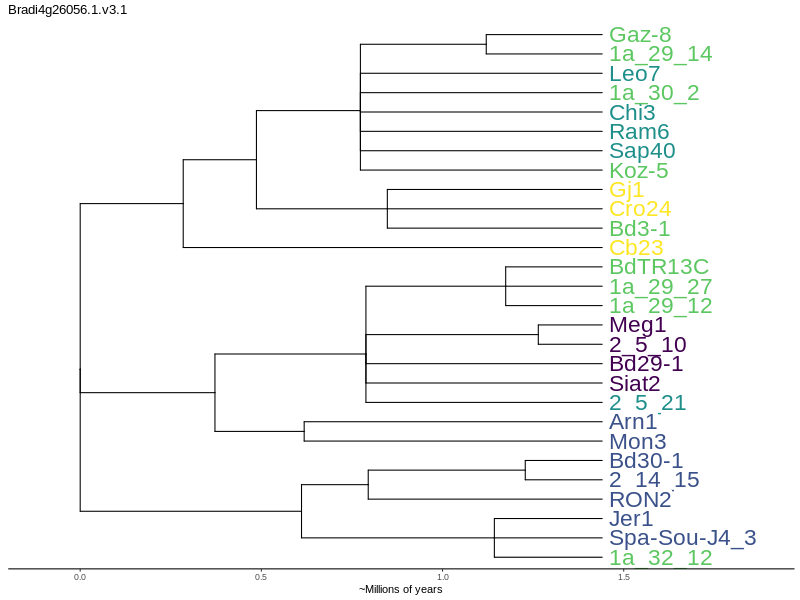 Bradi4g26056.1.v3.1
Gaz-8
1a_29_14
Leo7
1a_30_2
Chi3
Ram6
Sap40
Koz-5
Gj1
Cro24
Bd3-1
Cb23
BdTR13C
1a_29_27
1a_29_12
Meg1
2_5_10
Bd29-1
Siat2
2_5_21
Arn1
Mon3
Bd30-1
2_14_15
RON2
Jer1
Spa-Sou-J4_3
1a_32_12
0.0 0.5 1.0 1.5
~Millions of years